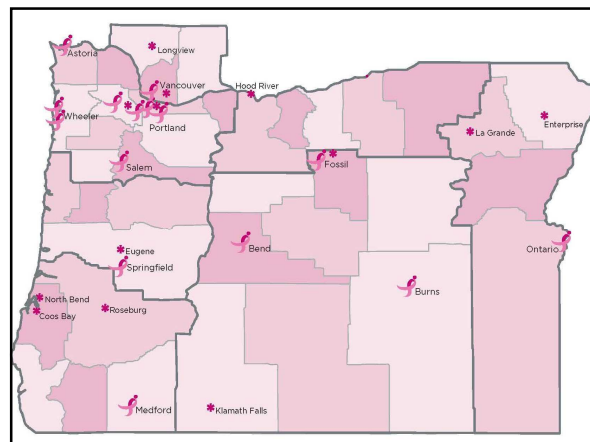 Astoria
Longview
Vancouver
Hood River
Wheeler
Portland
Enterprise
La Grande
Fossil
Salem
Bend
Ontario
Eugene
Springfield
Burns
North Bend
Coos Bay
Roseburg
Medford
Klamath Falls